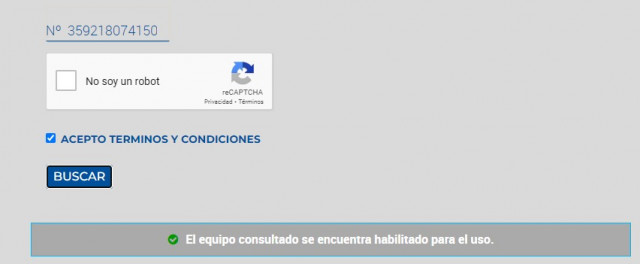 Nº 359218074150
No soy un robot
reCAPTCHA
Privacidad - Términos
ACEPTO TERMINOS Y CONDICIONES
BUSCAR
El equipo consultado se encuentra habilitado para el uso.